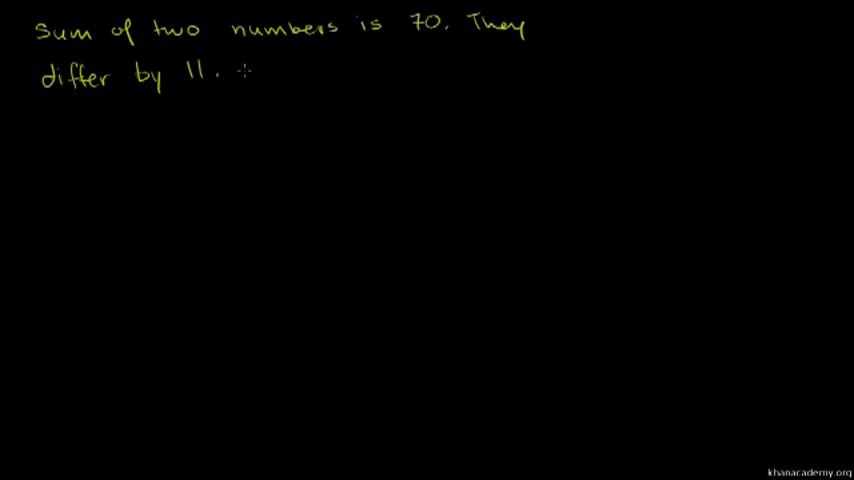 Sum of two numbers is 70. They
differ by 11.
khanacademy.org